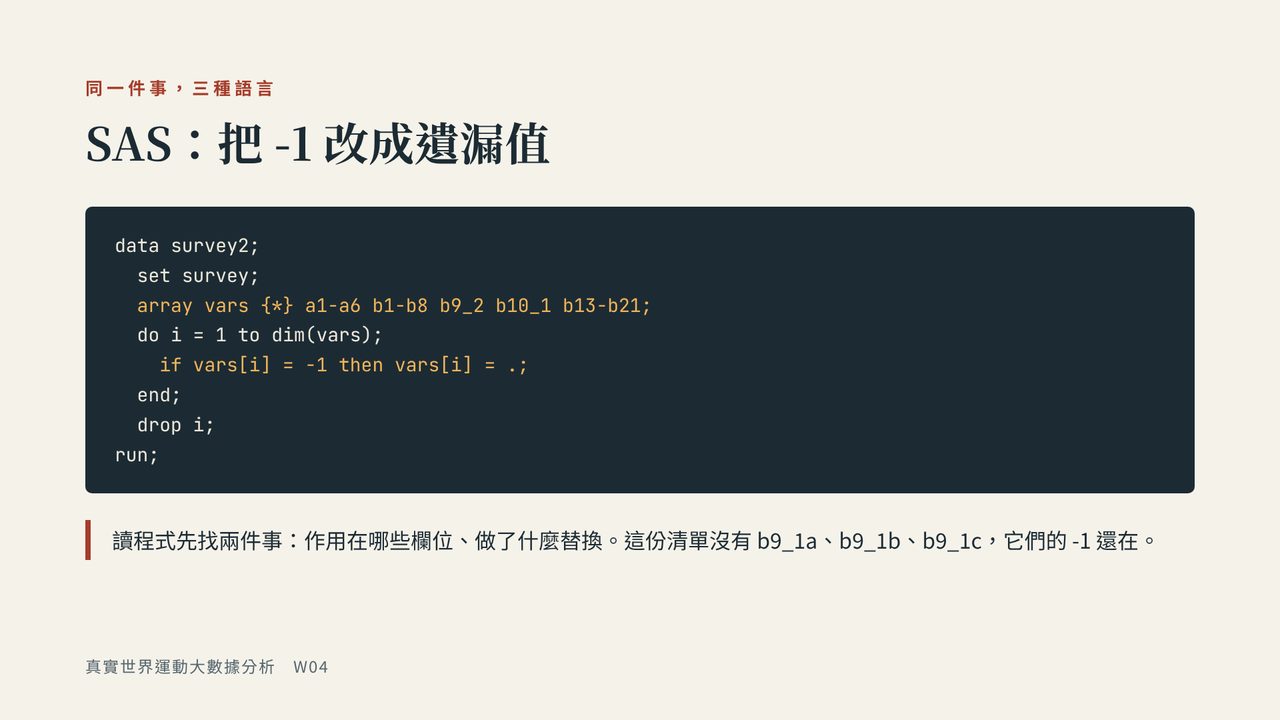 同一件事，三種語言
SAS：把 -1 改成遺漏值
data survey2;
  set survey;
  array vars {*} a1-a6 b1-b8 b9_2 b10_1 b13-b21;
  do i = 1 to dim(vars);
    if vars[i] = -1 then vars[i] = .;
  end;
  drop i;
run;
讀程式先找兩件事：作用在哪些欄位、做了什麼替換。這份清單沒有 b9_1a、b9_1b、b9_1c，它們的 -1 還在。
真實世界運動大數據分析　W04